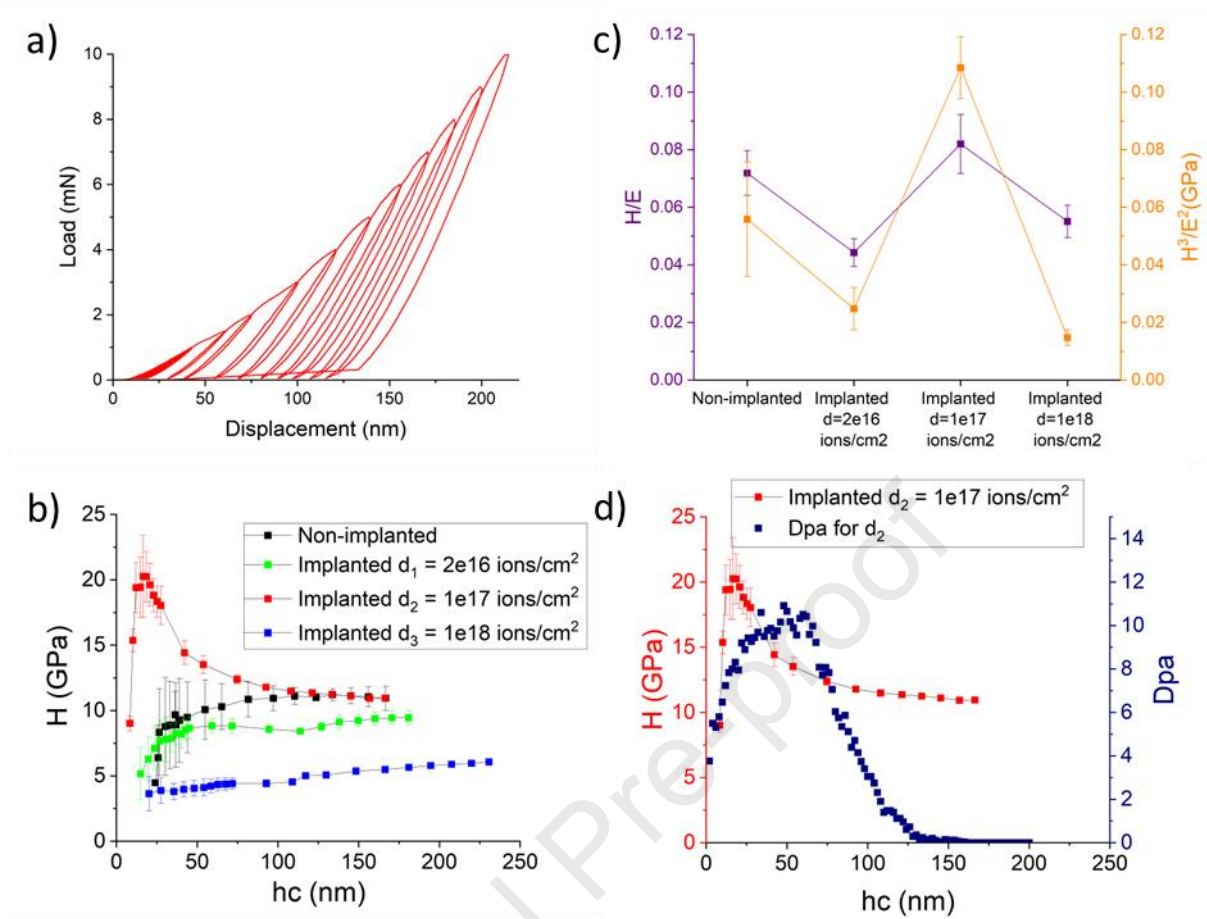 a)
10
8
6
4
2
0
Load (mN)
0
50
100
150
200
Displacement (nm)
c)
0.12
0.10
0.08
0.06
0.04
0.02
0.00
H/E
0.12
0.10
0.08
0.06
0.04
0.02
0.00
H³/E²(GPa)
Non-implanted
Implanted
d=2e16
ions/cm2
Implanted
d=1e17
ions/cm2
Implanted
d=1e18
ions/cm2
b)
25
20
15
10
5
0
H (GPa)
Non-implanted
Implanted d₁ = 2e16 ions/cm²
Implanted d₂ = 1e17 ions/cm²
Implanted d₃ = 1e18 ions/cm²
0
50
100
150
200
250
hc (nm)
d)
Implanted d₂ = 1e17 ions/cm²
Dpa for d₂
25
20
15
10
5
0
H (GPa)
14
12
10
8
6
4
2
0
Dpa
0
50
100
150
200
250
hc (nm)
l Pre-proof